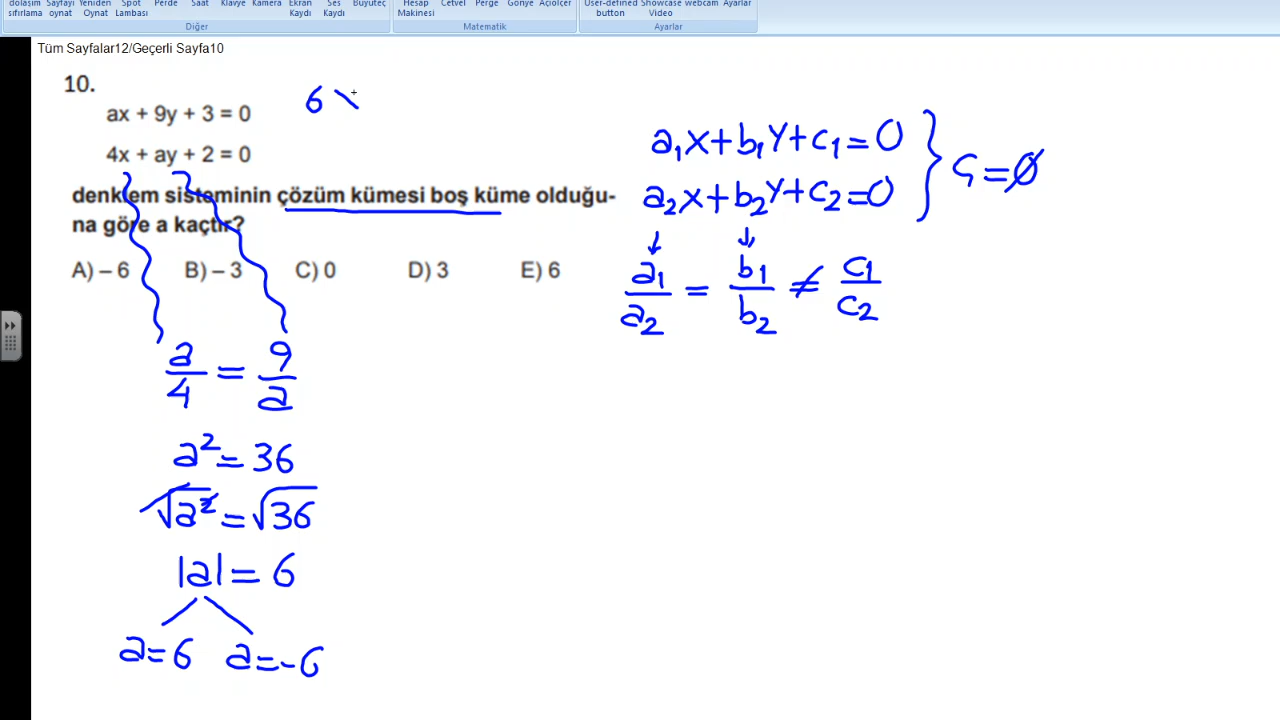 dolaşım Sayfayı Yeniden Spot Perde Saat Klavye Kamera Ekran Ses Büyüteç Hesap Cetvel Perge Gönye Açıölçer User-defined Showcase webcam Ayarlar
sıfırlama oynat Oynat Lambası Kaydı Kaydı Makinesi button Video
Diğer Matematik Ayarlar
Tüm Sayfalar12/Geçerli Sayfa10
10.
ax + 9y + 3 = 0
4x + ay + 2 = 0
denklem sisteminin çözüm kümesi boş küme olduğu-
na göre a kaçtır?
A) – 6 B) – 3 C) 0 D) 3 E) 6
6 \
a₁x+b₁y+c₁=0
a₂x+b₂y+c₂=0 } Ç=∅
a₁/a₂ = b₁/b₂ ≠ c₁/c₂
a/4 = 9/a
a² = 36
√a² = √36
|a| = 6
a=6 a=-6